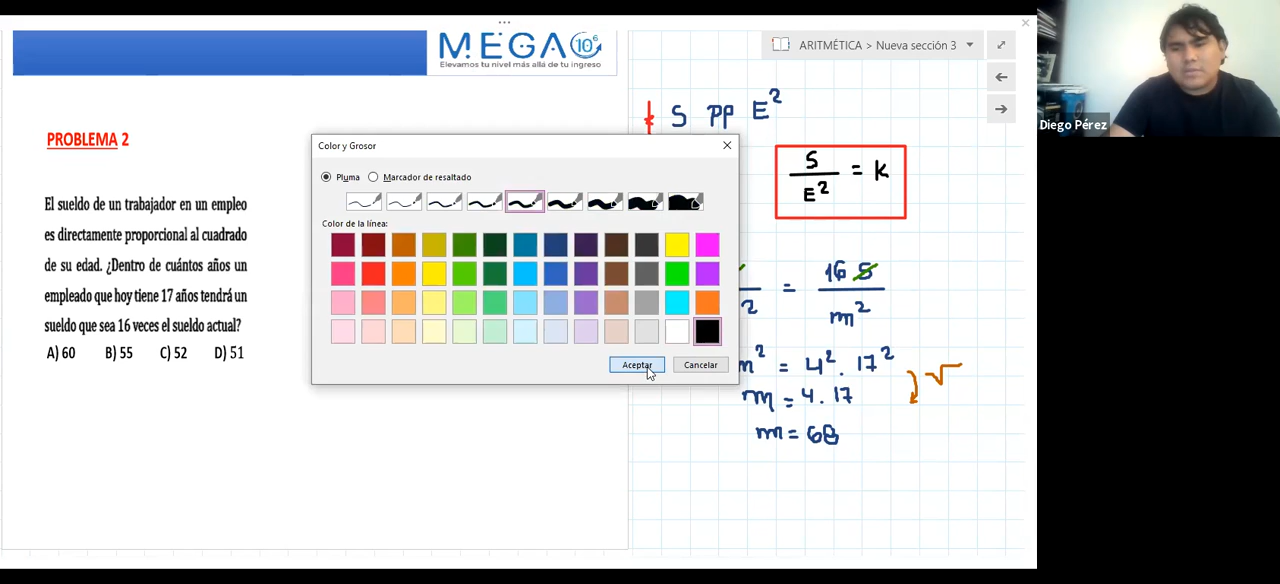 MEGA 10⁶
Elevamos tu nivel más allá de tu ingreso
ARITMÉTICA > Nueva sección 3
Diego Pérez
PROBLEMA 2
El sueldo de un trabajador en un empleo
es directamente proporcional al cuadrado
de su edad. ¿Dentro de cuántos años un
empleado que hoy tiene 17 años tendrá un
sueldo que sea 16 veces el sueldo actual?
A) 60 B) 55 C) 52 D) 51
Color y Grosor
Pluma Marcador de resaltado
Color de la línea:
Aceptar Cancelar
S pp E²
S/E² = K
2 = 16 S/m²
m² = 4² . 17²
√
m = 4 . 17
m = 68